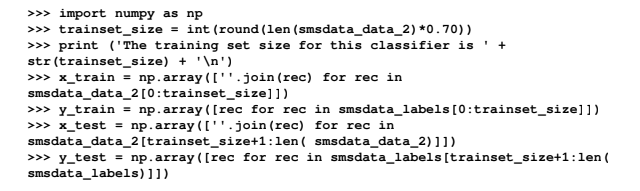 >>> import numpy as np
>>> trainset_size = int(round(len(smsdata_data_2)*0.70))
>>> print ('The training set size for this classifier is ' +
str(trainset_size) + '\n')
>>> x_train = np.array([''.join(rec) for rec in
smsdata_data_2[0:trainset_size]])
>>> y_train = np.array([rec for rec in smsdata_labels[0:trainset_size]])
>>> x_test = np.array([''.join(rec) for rec in
smsdata_data_2[trainset_size+1:len( smsdata_data_2)]])
>>> y_test = np.array([rec for rec in smsdata_labels[trainset_size+1:len(
smsdata_labels)]])